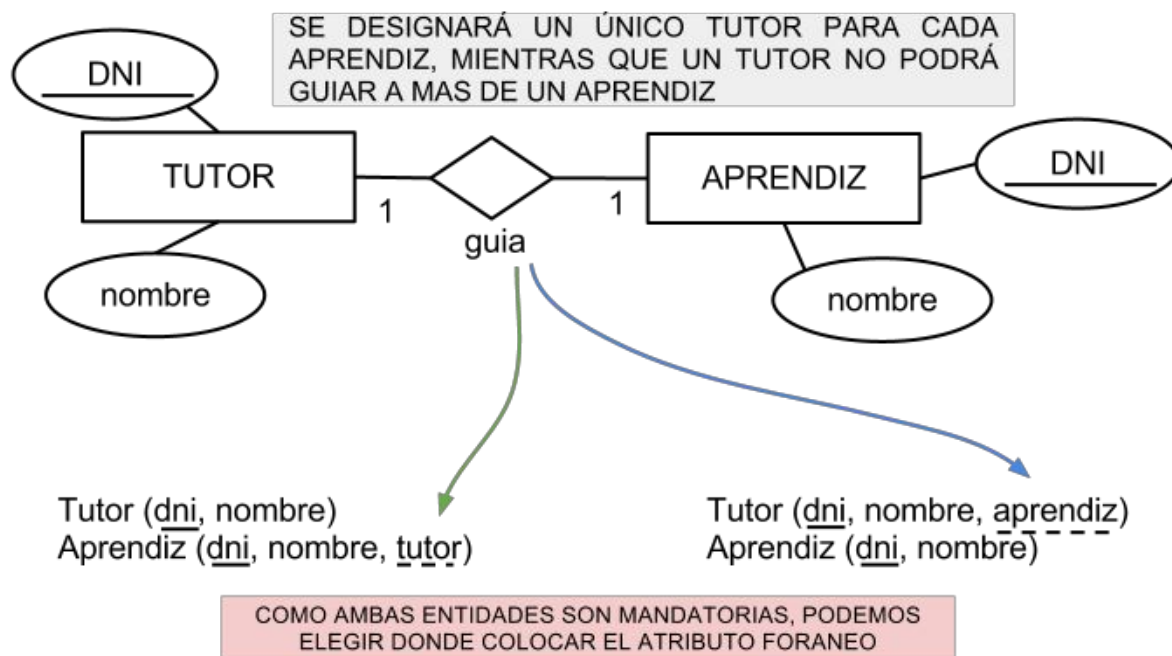 SE DESIGNARÁ UN ÚNICO TUTOR PARA CADA
APRENDIZ, MIENTRAS QUE UN TUTOR NO PODRÁ
GUIAR A MAS DE UN APRENDIZ
DNI
TUTOR
1
guia
1
APRENDIZ
DNI
nombre
nombre
Tutor (dni, nombre)
Aprendiz (dni, nombre, tutor)
Tutor (dni, nombre, aprendiz)
Aprendiz (dni, nombre)
COMO AMBAS ENTIDADES SON MANDATORIAS, PODEMOS
ELEGIR DONDE COLOCAR EL ATRIBUTO FORANEO